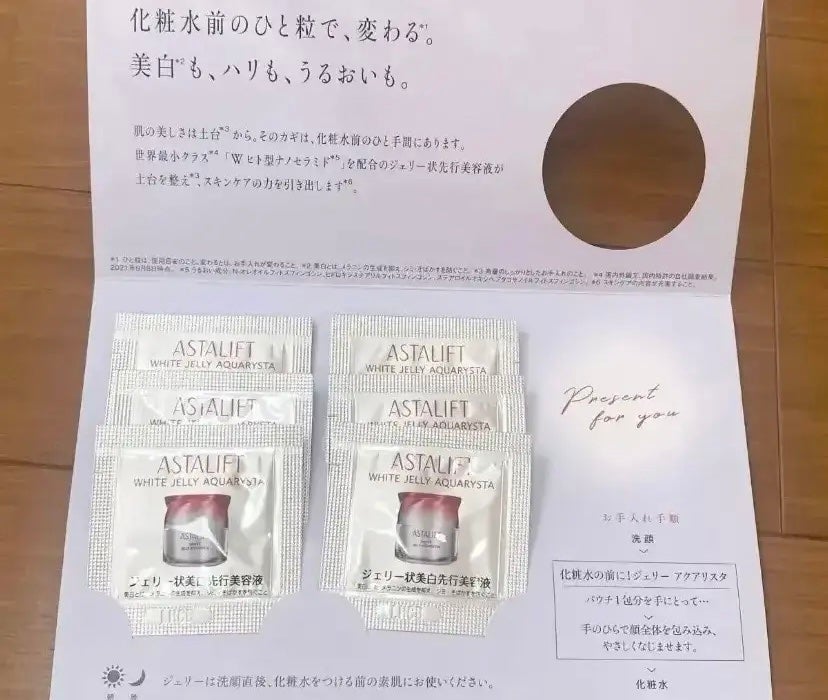 化粧水前のひと粒で、変わる*1。
美白*2も、ハリも、うるおいも。
肌の美しさは土台*3から。そのカギは、化粧水前のひと手間にあります。
世界最小クラス*4「Wヒト型ナノセラミド*5」を配合のジェリー状先行美容液が
土台を整え*3、スキンケアの力を引き出します*6。
ASTALIFT
WHITE JELLY AQUARYSTA
ASTALIFT
WHITE JELLY AQUARYSTA
ASTALIFT
ASTALIFT
WHITE JELLY AQUARYSTA
ASTALIFT
WHITE JELLY AQUARYSTA
ASTALIFT
ジェリー状美白先行美容液
ASTALIFT
WHITE JELLY AQUARYSTA
ASTALIFT
ジェリー状美白先行美容液
Present
for you
お手入れ手順
洗顔
化粧水の前に!ジェリー アクアリスタ
パウチ1包分を手にとって…
手のひらで顔全体を包み込み、
やさしくなじませます。
化粧水
朝 晩
ジェリーは洗顔直後、化粧水をつける前の素肌にお使いください。